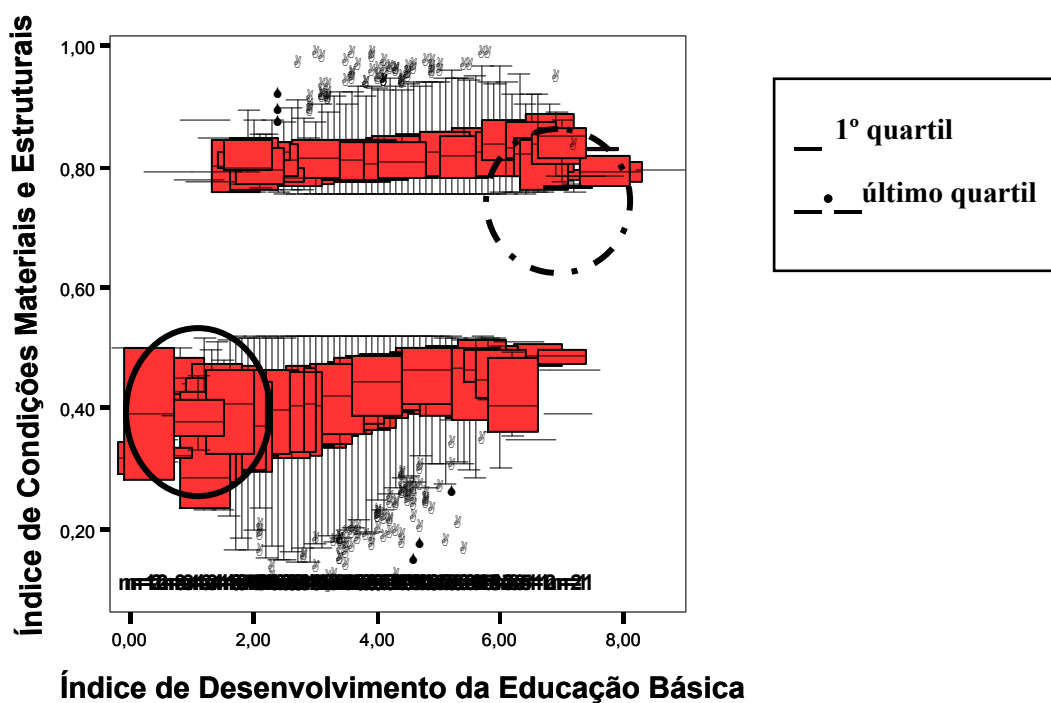 Índice de Condições Materiais e Estruturais
1,00
0,80
0,60
0,40
0,20
0,00
2,00
4,00
6,00
8,00
Índice de Desenvolvimento da Educação Básica
1º quartil
último quartil